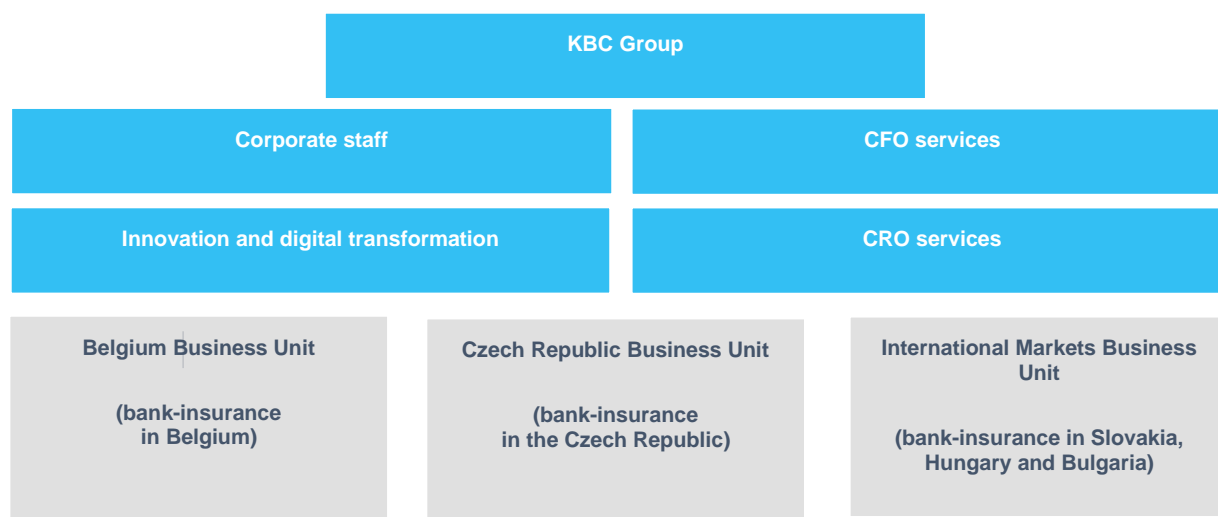 KBC Group
Corporate staff
CFO services
Innovation and digital transformation
CRO services
Belgium Business Unit
(bank-insurance
in Belgium)
Czech Republic Business Unit
(bank-insurance
in the Czech Republic)
International Markets Business
Unit
(bank-insurance in Slovakia,
Hungary and Bulgaria)